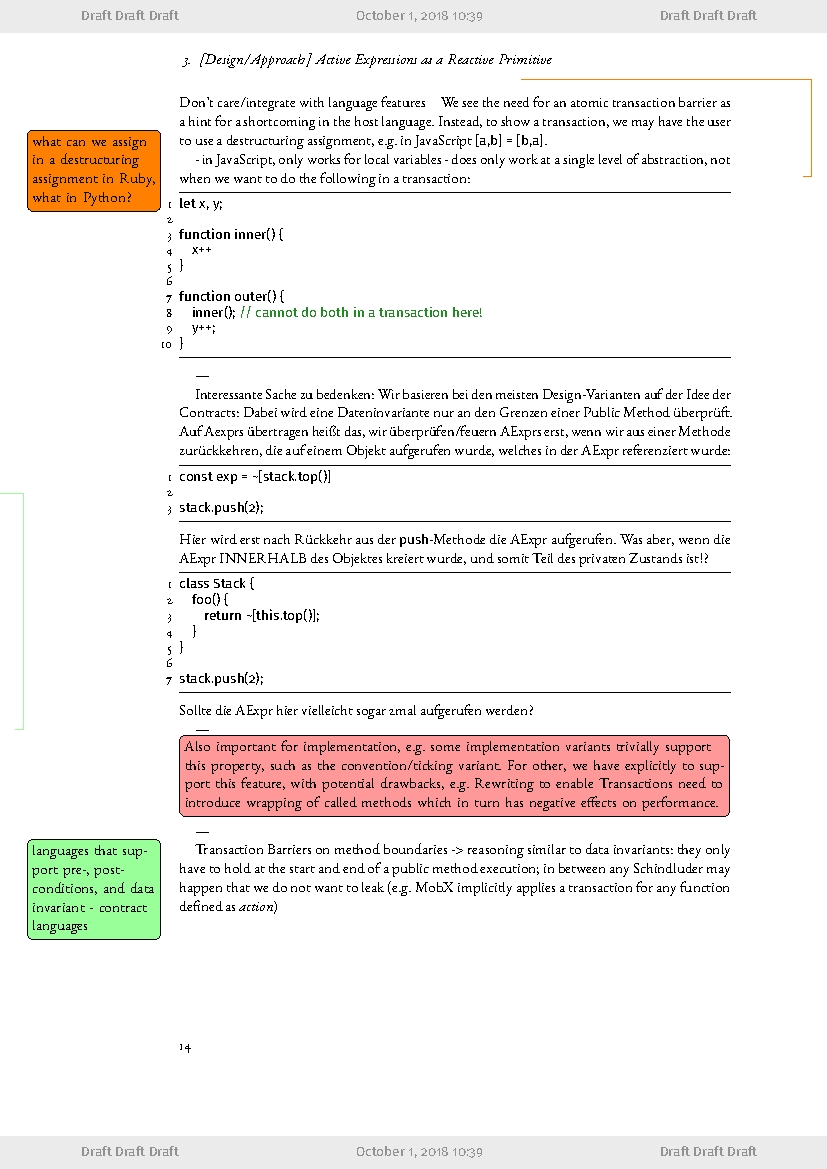 Draft Draft Draft October 1, 2018 10:39 Draft Draft Draft
3. [Design/Approach] Active Expressions as a Reactive Primitive
Don't care/integrate with language features We see the need for an atomic transaction barrier as
a hint for a shortcoming in the host language. Instead, to show a transaction, we may have the user
to use a destructuring assignment, e.g. in JavaScript [a,b] = [b,a].
- in JavaScript, only works for local variables - does only work at a single level of abstraction, not
when we want to do the following in a transaction:
what can we assign
in a destructuring
assignment in Ruby,
what in Python?
1 let x, y;
2
3 function inner() {
4 x++
5 }
6
7 function outer() {
8 inner(); // cannot do both in a transaction here!
9 y++;
10 }
—
Interessante Sache zu bedenken: Wir basieren bei den meisten Design-Varianten auf der Idee der
Contracts: Dabei wird eine Dateninvariante nur an den Grenzen einer Public Method überprüft.
Auf Aexprs übertragen heißt das, wir überprüfen/feuern AExprs erst, wenn wir aus einer Methode
zurückkehren, die auf einem Objekt aufgerufen wurde, welches in der AExpr referenziert wurde:
1 const exp = ~[stack.top()]
2
3 stack.push(2);
Hier wird erst nach Rückkehr aus der push-Methode die AExpr aufgerufen. Was aber, wenn die
AExpr INNERHALB des Objektes kreiert wurde, und somit Teil des privaten Zustands ist!?
1 class Stack {
2 foo() {
3 return ~[this.top()];
4 }
5 }
6
7 stack.push(2);
Sollte die AExpr hier vielleicht sogar 2mal aufgerufen werden?
—
Also important for implementation, e.g. some implementation variants trivially support
this property, such as the convention/ticking variant. For other, we have explicitly to sup-
port this feature, with potential drawbacks, e.g. Rewriting to enable Transactions need to
introduce wrapping of called methods which in turn has negative effects on performance.
—
Transaction Barriers on method boundaries -> reasoning similar to data invariants: they only
have to hold at the start and end of a public method execution; in between any Schindluder may
happen that we do not want to leak (e.g. MobX implicitly applies a transaction for any function
defined as action)
languages that sup-
port pre-, post-
conditions, and data
invariant - contract
languages
14
Draft Draft Draft October 1, 2018 10:39 Draft Draft Draft